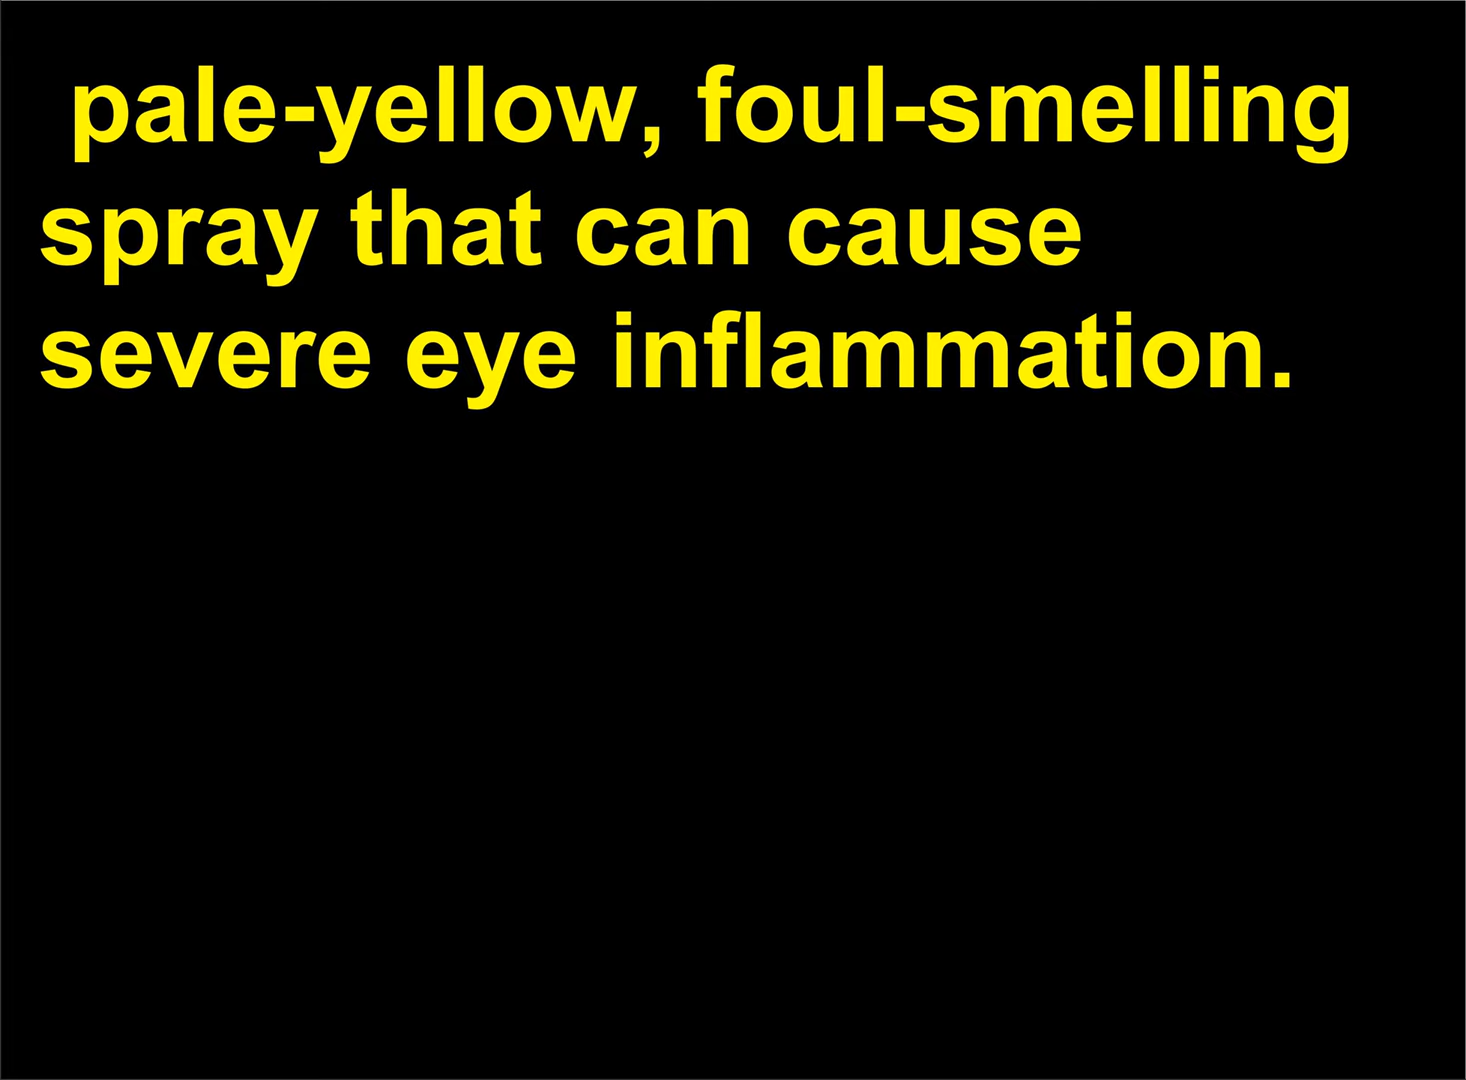 pale-yellow, foul-smelling
spray that can cause
severe eye inflammation.